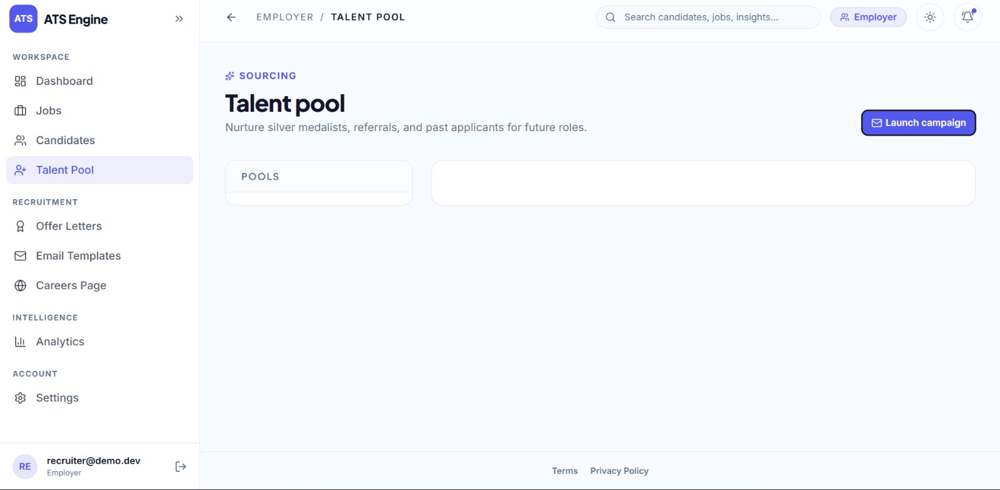 ATS
ATS Engine
WORKSPACE
Dashboard
Jobs
Candidates
Talent Pool
RECRUITMENT
Offer Letters
Email Templates
Careers Page
INTELLIGENCE
Analytics
ACCOUNT
Settings
RE
recruiter@demo.dev
Employer
EMPLOYER / TALENT POOL
Search candidates, jobs, insights...
Employer
SOURCING
Talent pool
Nurture silver medalists, referrals, and past applicants for future roles.
Launch campaign
POOLS
Terms Privacy Policy